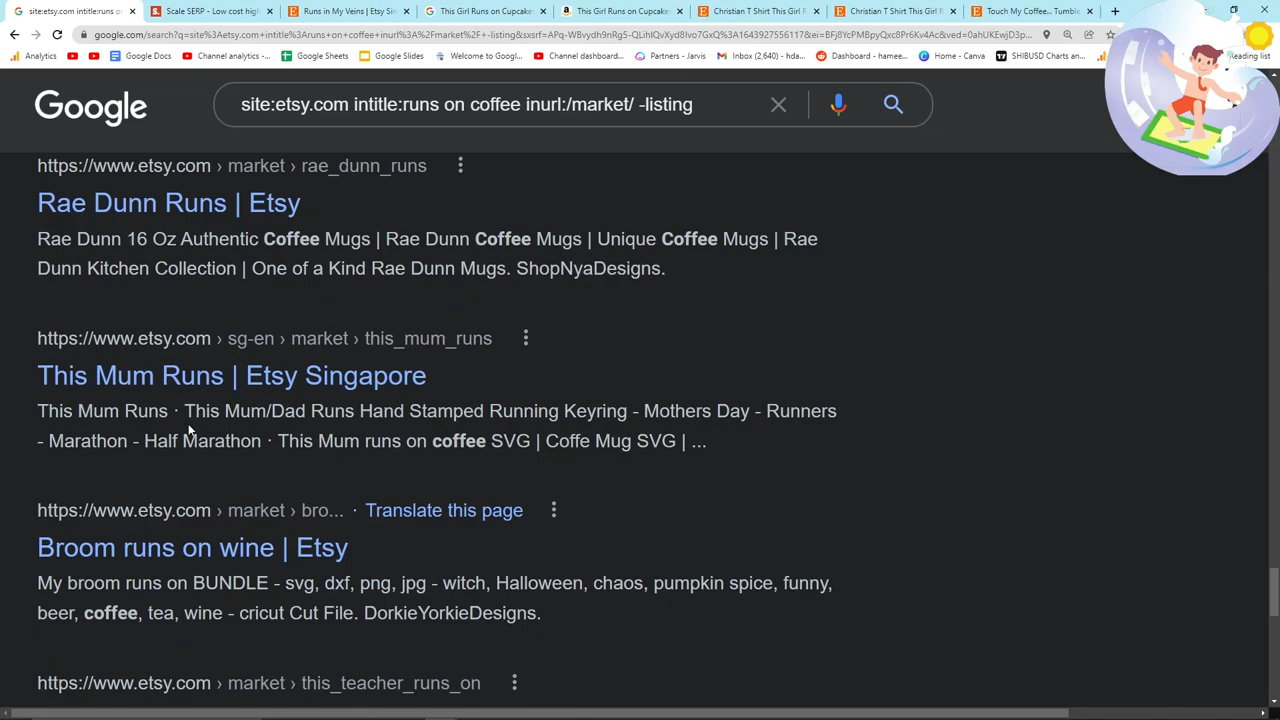 site:etsy.com intitle:runs on
Scale SERP - Low cost high
Runs in My Veins | Etsy Sin
This Girl Runs on Cupcake
This Girl Runs on Cupcake
Christian T Shirt This Girl R
Christian T Shirt This Girl R
Touch My Coffee... Tumble
google.com/search?q=site%3Aetsy.com+intitle%3Aruns+on+coffee+inurl%3A%2Fmarket%2F+-listing&sxsrf=
Analytics
Google Docs
Channel analytics -...
Google Sheets
Google Slides
Welcome to Googl...
Channel dashboard...
Partners - Jarvis
Inbox (2,640) - hda...
Dashboard - hamee...
Home - Canva
SHIBUSD Charts an...
Reading list
Google
site:etsy.com intitle:runs on coffee inurl:/market/ -listing
https://www.etsy.com › market › rae_dunn_runs
Rae Dunn Runs | Etsy
Rae Dunn 16 Oz Authentic Coffee Mugs | Rae Dunn Coffee Mugs | Unique Coffee Mugs | Rae
Dunn Kitchen Collection | One of a Kind Rae Dunn Mugs. ShopNyaDesigns.
https://www.etsy.com › sg-en › market › this_mum_runs
This Mum Runs | Etsy Singapore
This Mum Runs · This Mum/Dad Runs Hand Stamped Running Keyring - Mothers Day - Runners
- Marathon - Half Marathon · This Mum runs on coffee SVG | Coffe Mug SVG | ...
https://www.etsy.com › market › bro... · Translate this page
Broom runs on wine | Etsy
My broom runs on BUNDLE - svg, dxf, png, jpg - witch, Halloween, chaos, pumpkin spice, funny,
beer, coffee, tea, wine - cricut Cut File. DorkieYorkieDesigns.
https://www.etsy.com › market › this_teacher_runs_on